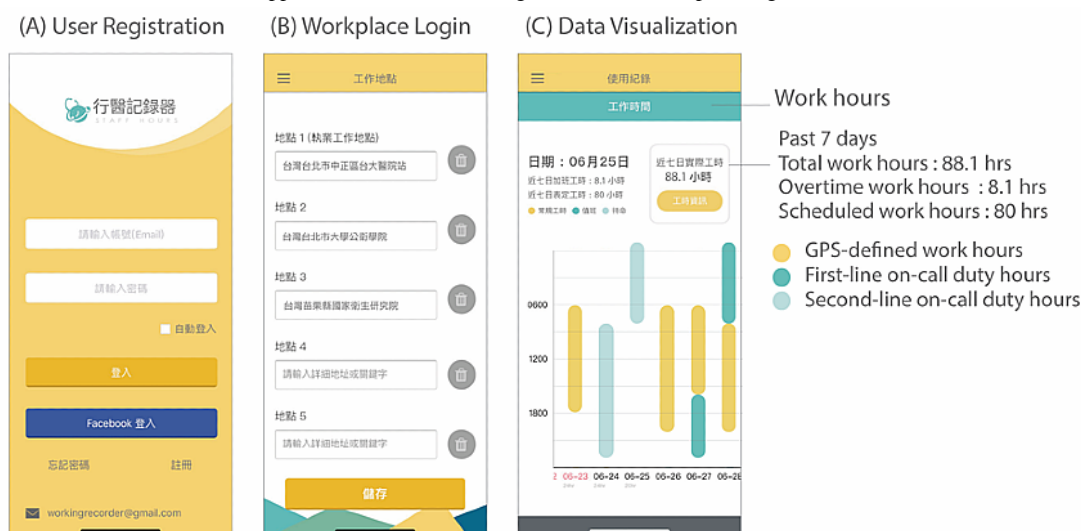 (A) User Registration
(B) Workplace Login
(C) Data Visualization
行醫記錄器
STAFF HOURS
請輸入帳號(Email)
請輸入密碼
自動登入
登入
Facebook 登入
忘記密碼
註冊
workingrecorder@gmail.com
工作地點
地點 1 (執業工作地點)
台灣台北市中正區台大醫院站
地點 2
台灣台北市大學公衛學院
地點 3
台灣苗栗縣國家衛生研究院
地點 4
請輸入詳細地址或關鍵字
地點 5
請輸入詳細地址或關鍵字
儲存
使用紀錄
工作時間
日期：06月25日
近七日加班工時：8.1 小時
近七日表定工時：80 小時
常規工時 值班 待命
近七日實際工時
88.1 小時
工時資訊
0600
1200
1800
2 06-23 06-24 06-25 06-26 06-27 06-28
Work hours
Past 7 days
Total work hours : 88.1 hrs
Overtime work hours : 8.1 hrs
Scheduled work hours : 80 hrs
GPS-defined work hours
First-line on-call duty hours
Second-line on-call duty hours